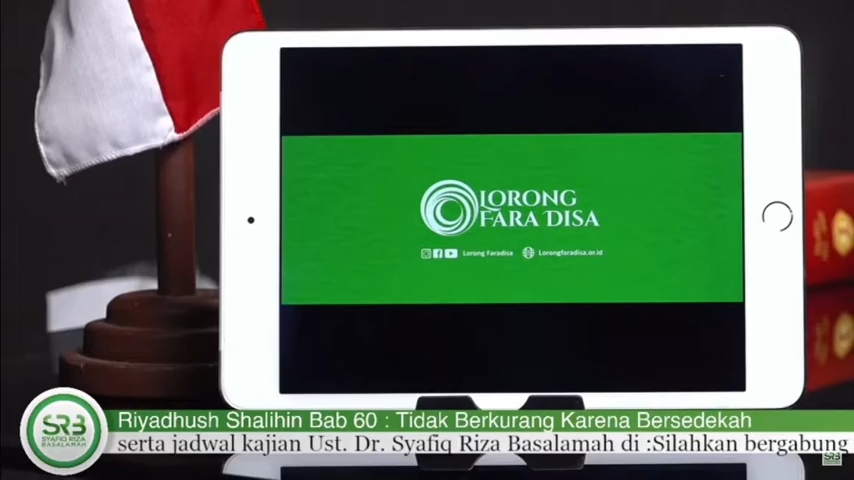 LORONG
FARA DISA
Lorong Faradisa
Lorongfaradisa.or.id
SRB
SYAFIQ RIZA
BASALAMAH
Riyadhush Shalihin Bab 60 : Tidak Berkurang Karena Bersedekah
serta jadwal kajian Ust. Dr. Syafiq Riza Basalamah di :Silahkan bergabung
SRB